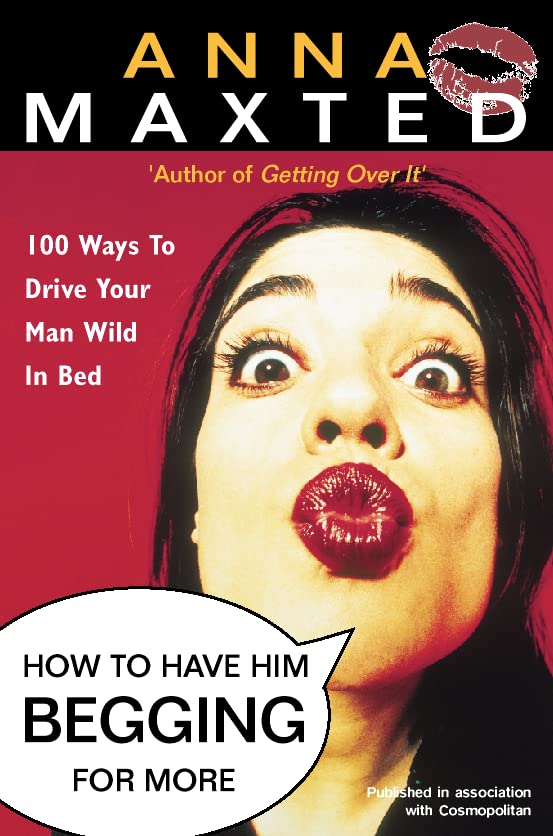 ANNA
MAXTED
'Author of Getting Over It'
100 Ways To
Drive Your
Man Wild
In Bed
HOW TO HAVE HIM
BEGGING
FOR MORE
Published in association
with Cosmopolitan